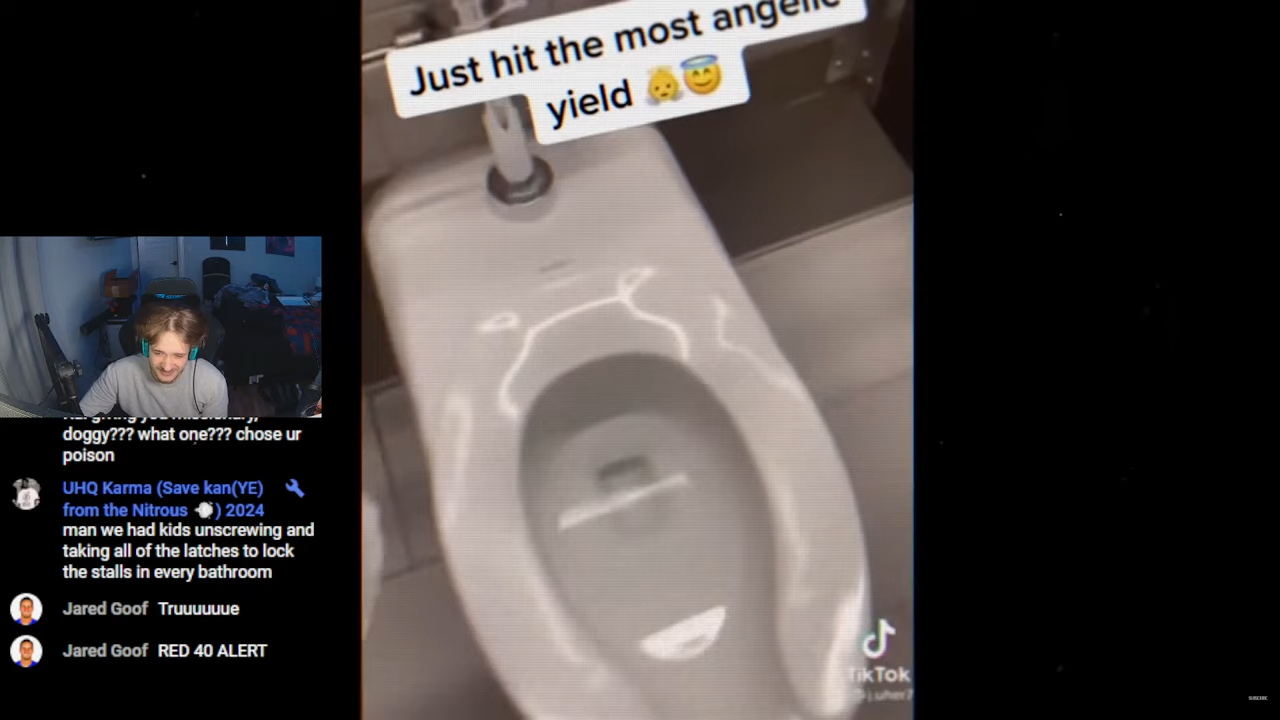 Just hit the most angelic
yield 👼😇
doggy??? what one??? chose ur
poison
UHQ Karma (Save kan(YE)
from the Nitrous 💨) 2024
man we had kids unscrewing and
taking all of the latches to lock
the stalls in every bathroom
Jared Goof Truuuuuue
Jared Goof RED 40 ALERT
TikTok